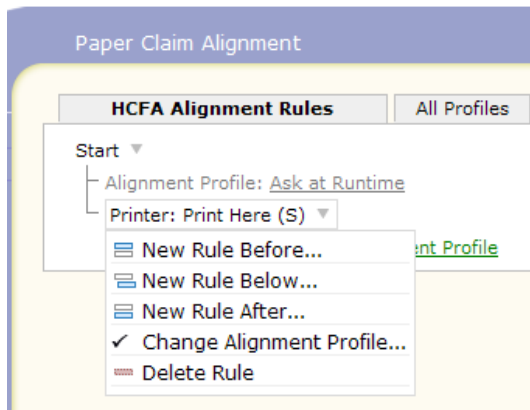 Paper Claim Alignment
HCFA Alignment Rules
All Profiles
Start
Alignment Profile: Ask at Runtime
Printer: Print Here (S)
New Rule Before...
ent Profile
New Rule Below...
New Rule After...
Change Alignment Profile...
Delete Rule